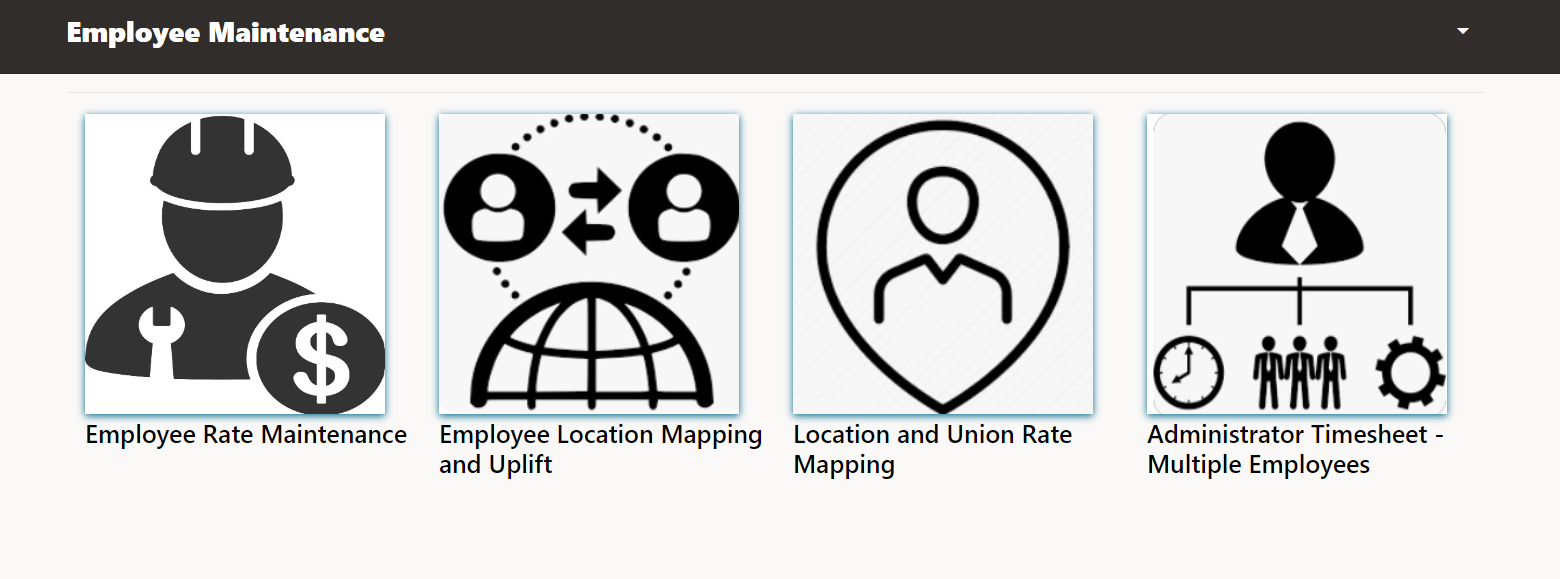 Employee Maintenance
Employee Rate Maintenance
Employee Location Mapping
and Uplift
Location and Union Rate
Mapping
Administrator Timesheet -
Multiple Employees